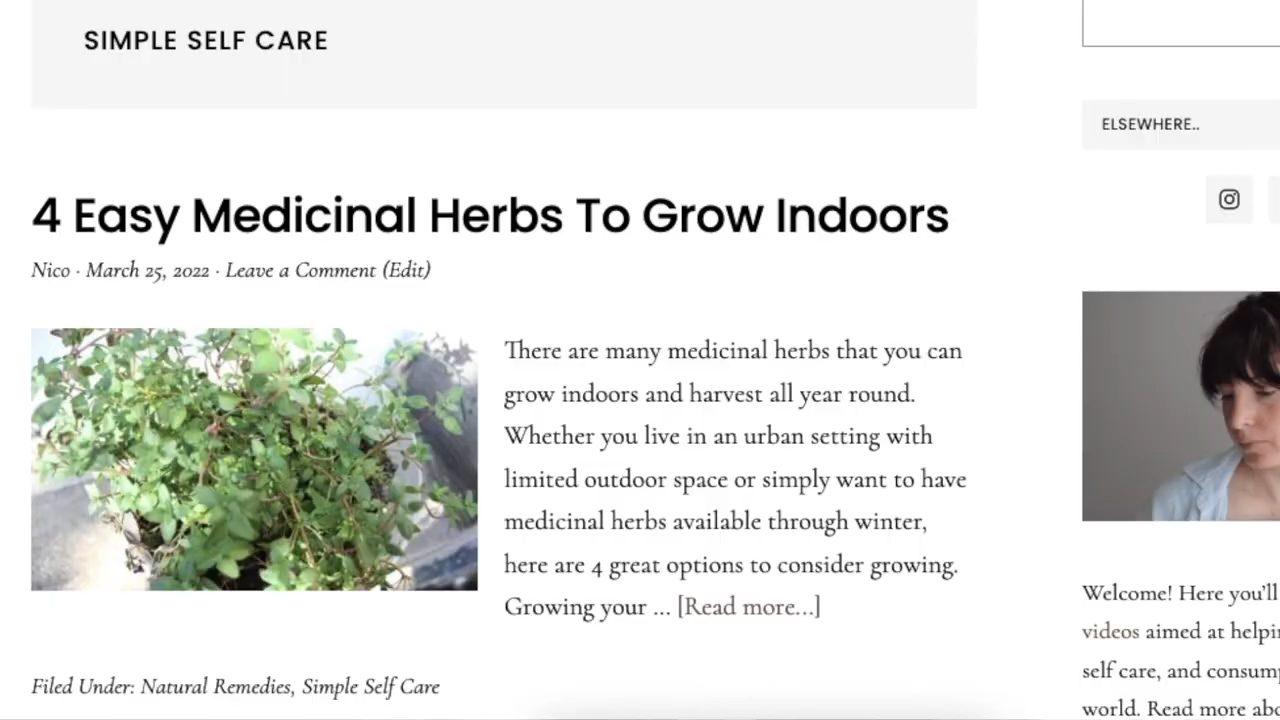 SIMPLE SELF CARE
ELSEWHERE..
4 Easy Medicinal Herbs To Grow Indoors
Nico · March 25, 2022 · Leave a Comment (Edit)
There are many medicinal herbs that you can
grow indoors and harvest all year round.
Whether you live in an urban setting with
limited outdoor space or simply want to have
medicinal herbs available through winter,
here are 4 great options to consider growing.
Growing your ... [Read more...]
Filed Under: Natural Remedies, Simple Self Care
Welcome! Here you'll
videos aimed at
self care, and
world. Read more